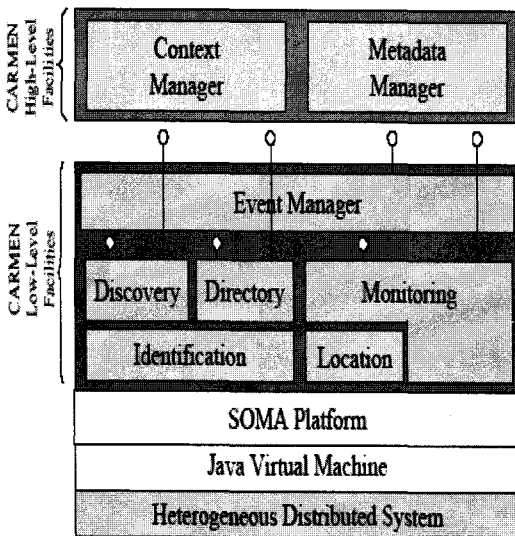 CARMEN
High-Level
Facilities
Context
Manager
Metadata
Manager
CARMEN
Low-Level
Facilities
Event Manager
Discovery
Directory
Monitoring
Identification
Location
SOMA Platform
Java Virtual Machine
Heterogeneous Distributed System